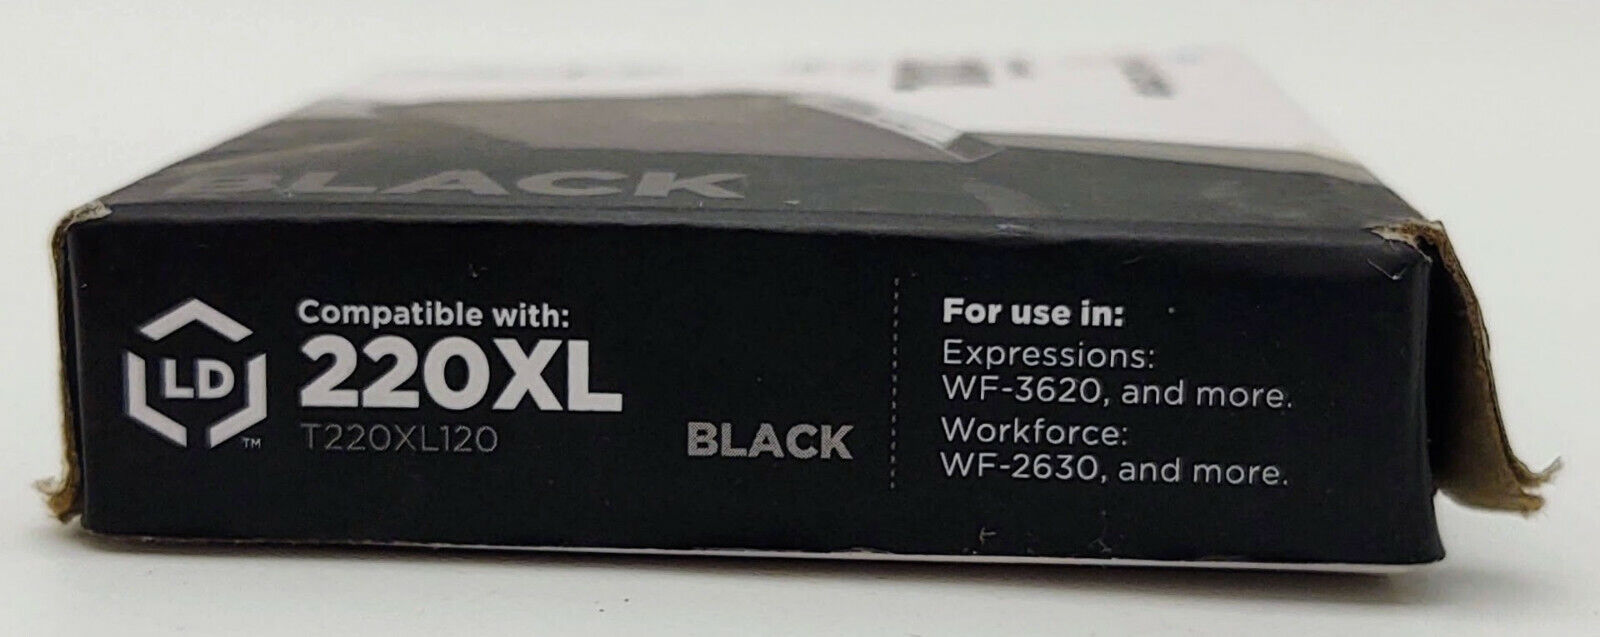 BLACK
LD
TM
Compatible with:
220XL
T220XL120
BLACK
For use in:
Expressions:
WF-3620, and more.
Workforce:
WF-2630, and more.